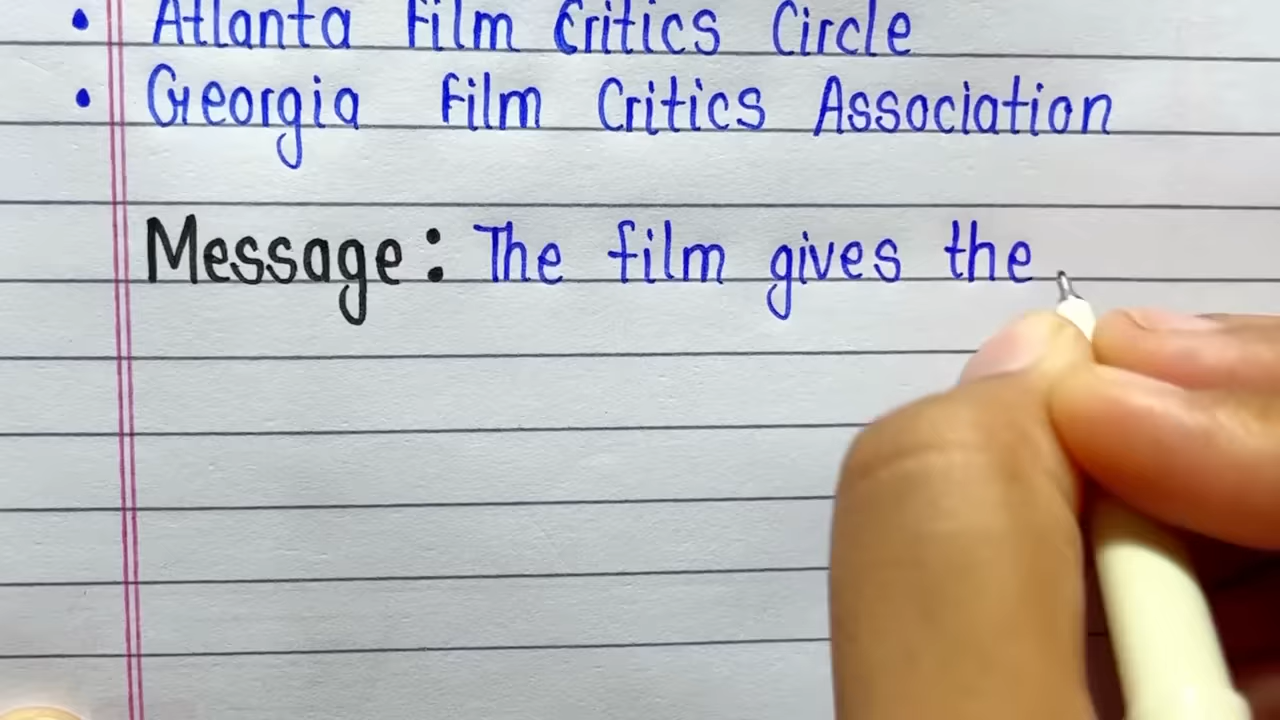 • Atlanta Film Critics Circle
• Georgia Film Critics Association
Message: The film gives the